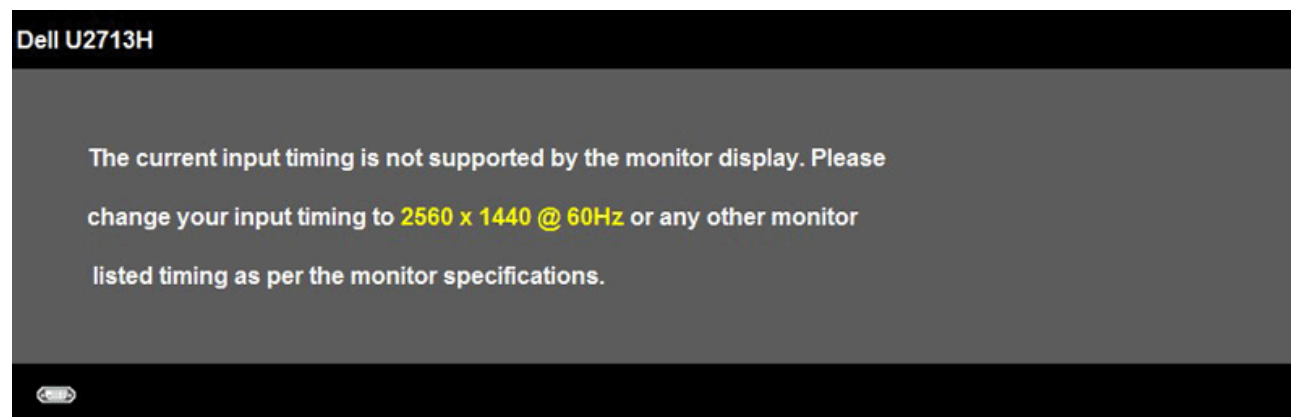 Dell U2713H
The current input timing is not supported by the monitor display. Please
change your input timing to 2560 x 1440 @ 60Hz or any other monitor
listed timing as per the monitor specifications.